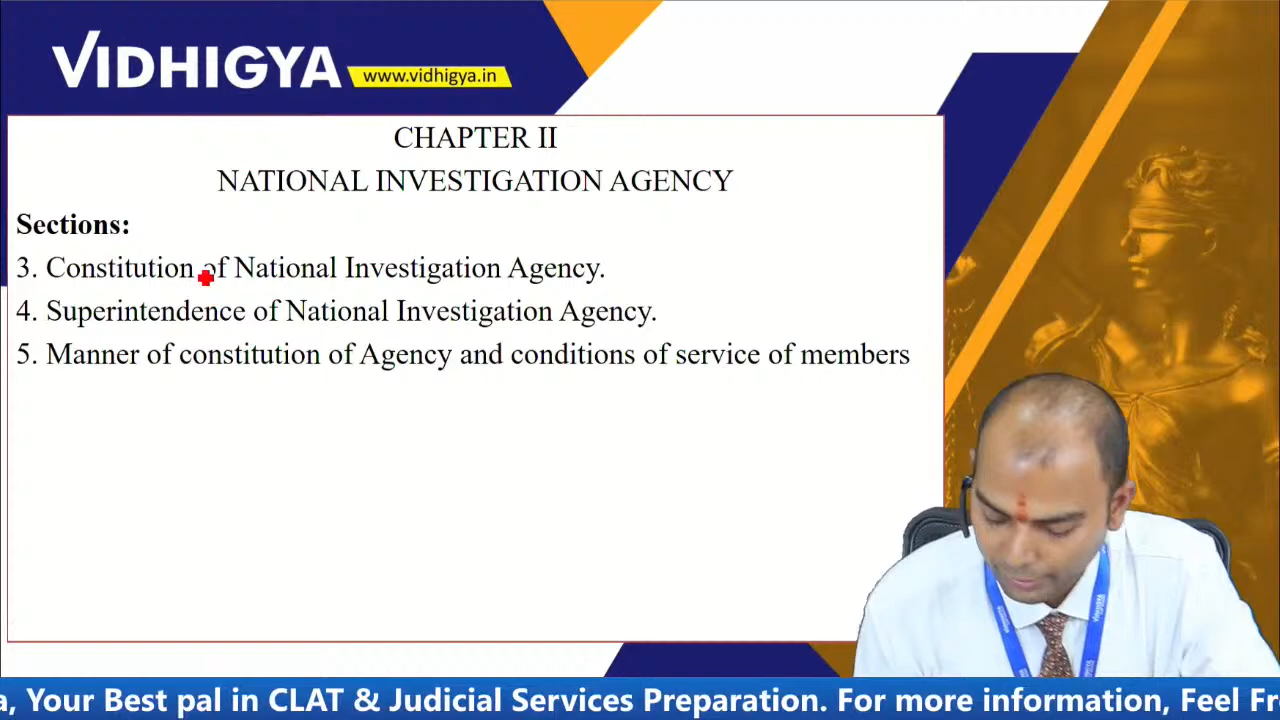 VIDHIGYA
www.vidhigya.in
CHAPTER II
NATIONAL INVESTIGATION AGENCY
Sections:
3. Constitution of National Investigation Agency.
4. Superintendence of National Investigation Agency.
5. Manner of constitution of Agency and conditions of service of members
VIDHIGYA
a, Your Best pal in CLAT & Judicial Services Preparation. For more information, Feel Fr